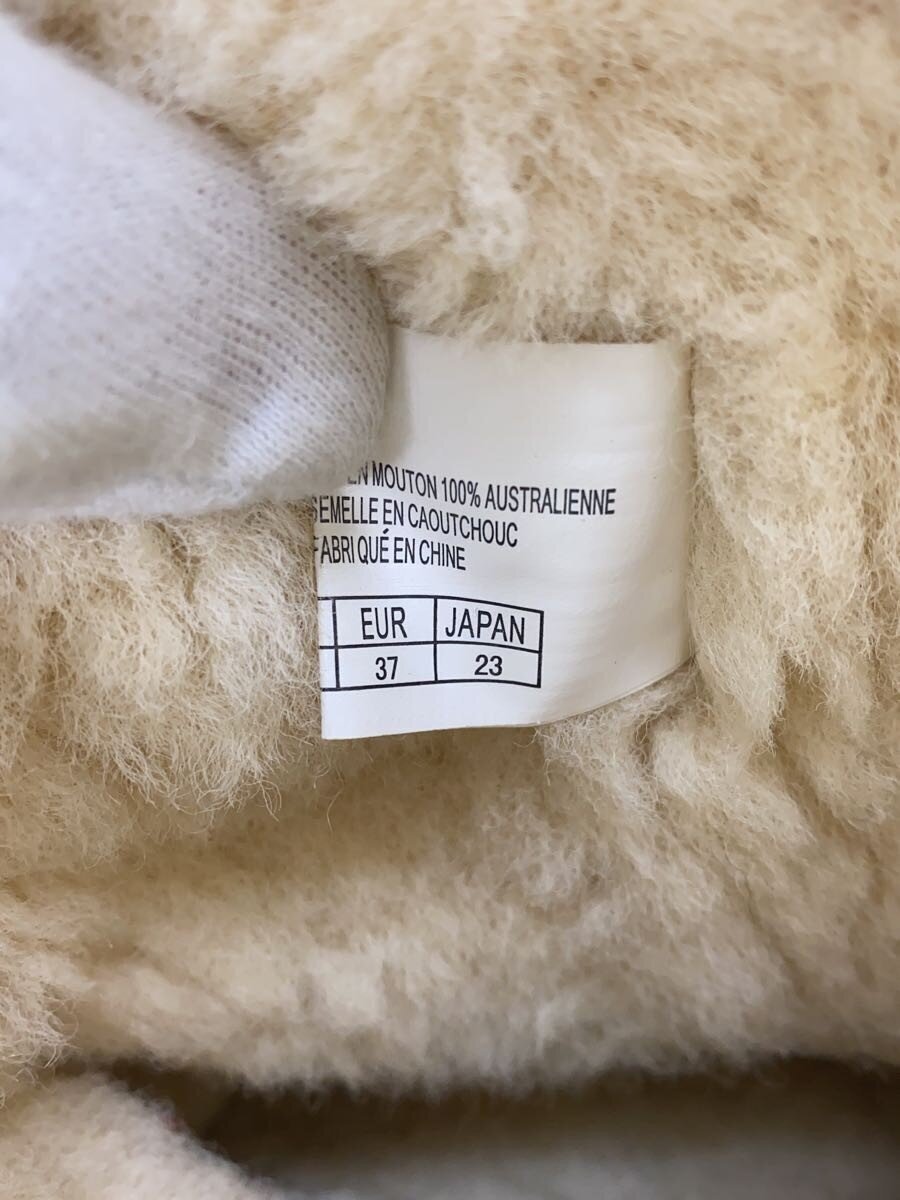 EN MOUTON 100% AUSTRALIENNE
SEMELLE EN CAOUTCHOUC
FABRIQUÉ EN CHINE
EUR JAPAN
37 23